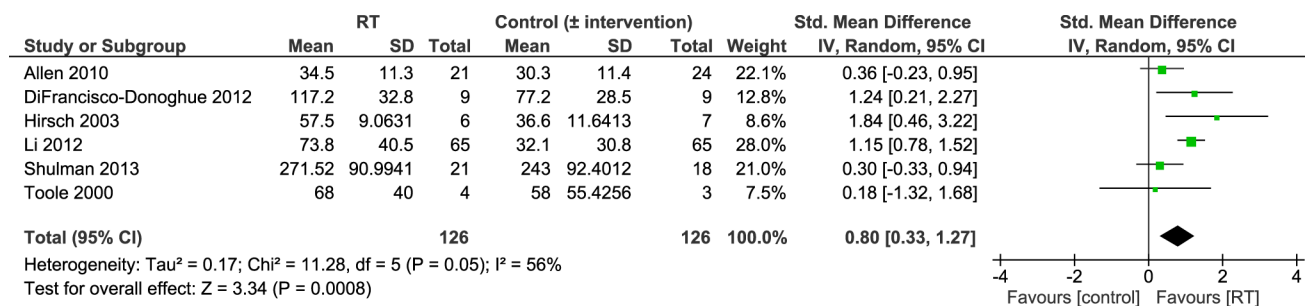 RT Control (± intervention) Std. Mean Difference Std. Mean Difference
Study or Subgroup Mean SD Total Mean SD Total Weight IV, Random, 95% CI IV, Random, 95% CI
Allen 2010 34.5 11.3 21 30.3 11.4 24 22.1% 0.36 [-0.23, 0.95]
DiFrancisco-Donoghue 2012 117.2 32.8 9 77.2 28.5 9 12.8% 1.24 [0.21, 2.27]
Hirsch 2003 57.5 9.0631 6 36.6 11.6413 7 8.6% 1.84 [0.46, 3.22]
Li 2012 73.8 40.5 65 32.1 30.8 65 28.0% 1.15 [0.78, 1.52]
Shulman 2013 271.52 90.9941 21 243 92.4012 18 21.0% 0.30 [-0.33, 0.94]
Toole 2000 68 40 4 58 55.4256 3 7.5% 0.18 [-1.32, 1.68]
Total (95% CI) 126 126 100.0% 0.80 [0.33, 1.27]
Heterogeneity: Tau² = 0.17; Chi² = 11.28, df = 5 (P = 0.05); I² = 56%
Test for overall effect: Z = 3.34 (P = 0.0008)
-4 -2 0 2 4
Favours [control] Favours [RT]